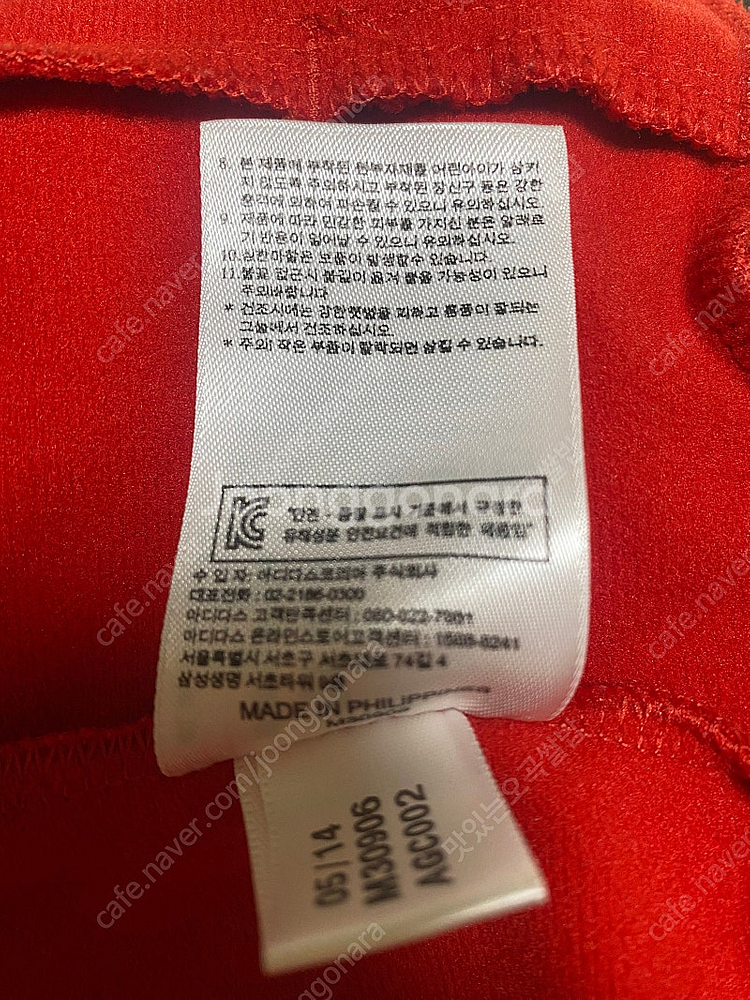 8. 본 제품에 부착된 원부자재를 어린아이가 삼키
지 않도록 주의하시고 부착된 장신구 등은 강한
충격에 의하여 파손될 수 있으니 유의하십시오.
9. 제품에 따라 민감한 피부를 가지신 분은 알래르
기 반응이 일어날 수 있으니 유의하십시오.
10. 심한마찰은 보풀이 발생할수 있습니다.
11. 불꽃 접근시 불길이 옮겨 붙을 가능성이 있으니
주의바랍니다
* 건조시에는 강한햇볕을 피하고 통풍이 잘되는
그늘에서 건조하십시오.
* 주의! 작은 부품이 탈락되면 삼킬 수 있습니다.
"안전 · 품질 표시 기준에서 규정한
유해성분 안전요건에 적합한 제품임"
수 입 자: 아디다스코리아 주식회사
대표전화 : 02-2186-0300
아디다스 고객만족센터 : 080-022-7981
아디다스 온라인스토어고객센터 : 1588-8241
서울특별시 서초구 서초대로 74길 4
삼성생명 서초타워
MADE IN PHILIPPINES
M30906
05/14
M30906
AGC002
cafe.naver.com/joonggonara
맛있는오곡쌀밥